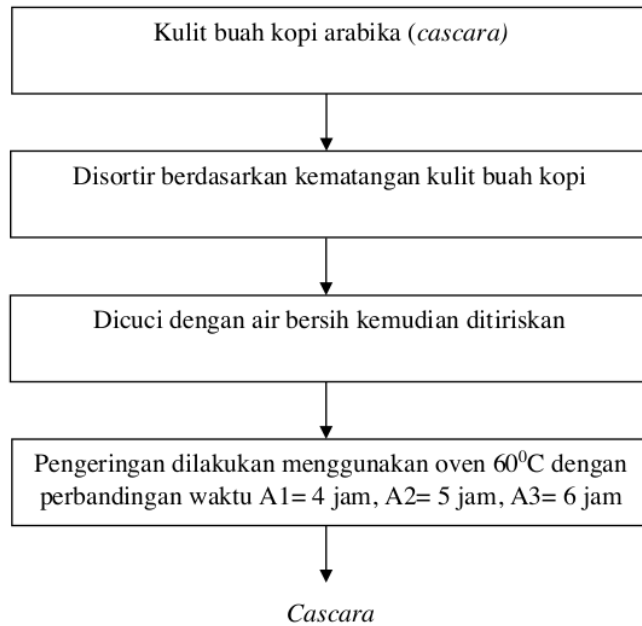 Kulit buah kopi arabika (cascara)
Disortir berdasarkan kematangan kulit buah kopi
Dicuci dengan air bersih kemudian ditiriskan
Pengeringan dilakukan menggunakan oven 60⁰C dengan
perbandingan waktu A1= 4 jam, A2= 5 jam, A3= 6 jam
Cascara